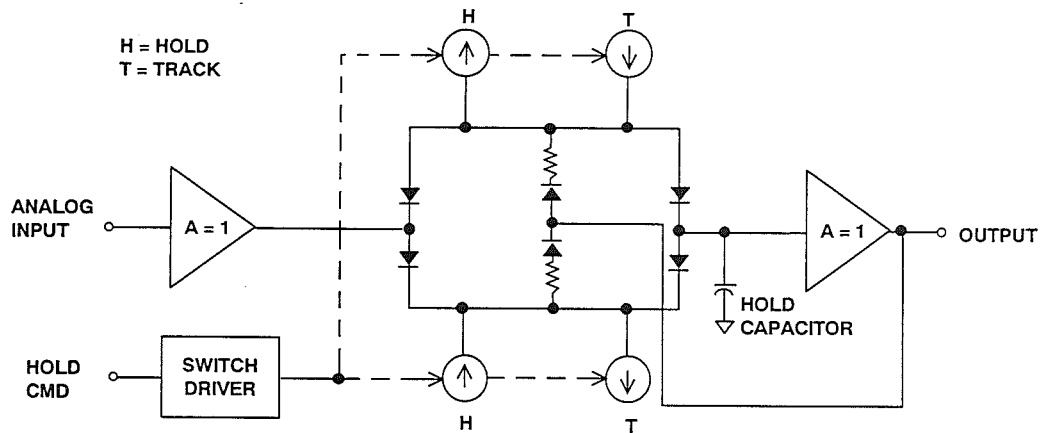 H = HOLD
T = TRACK
H
T
ANALOG
INPUT
A = 1
A = 1
OUTPUT
HOLD
CAPACITOR
HOLD
CMD
SWITCH
DRIVER
H
T